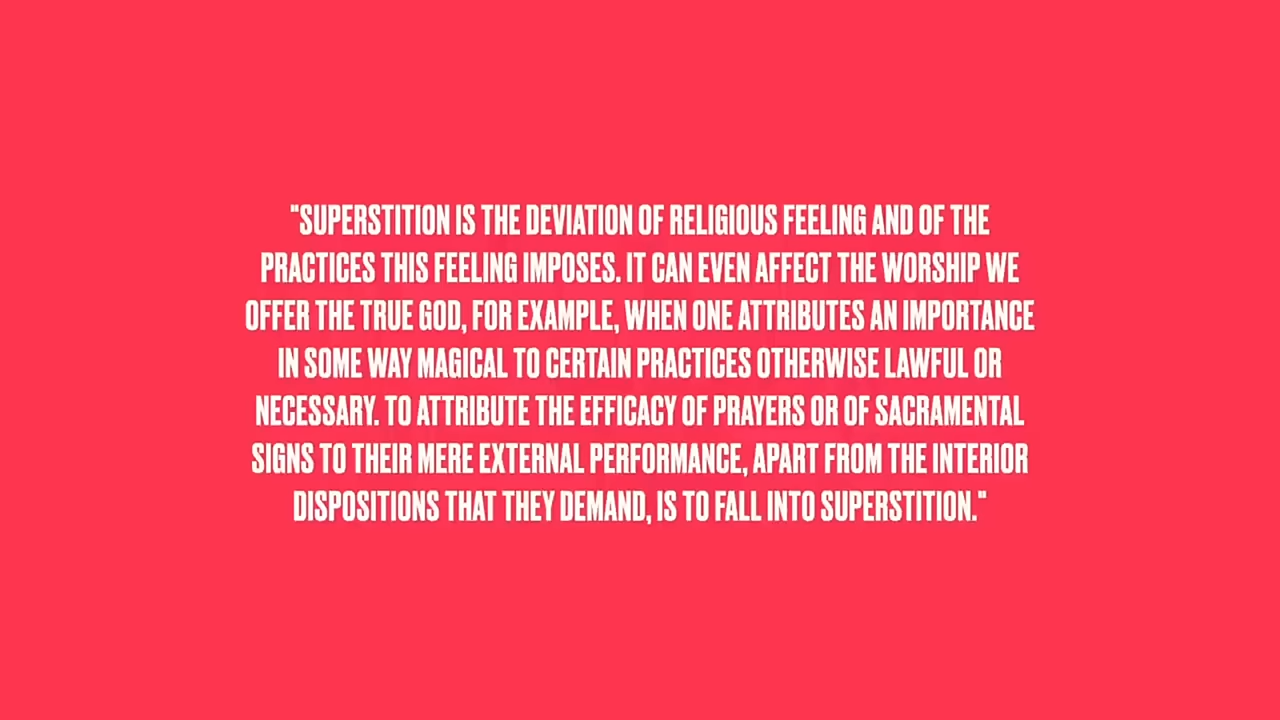 "SUPERSTITION IS THE DEVIATION OF RELIGIOUS FEELING AND OF THE
PRACTICES THIS FEELING IMPOSES. IT CAN EVEN AFFECT THE WORSHIP WE
OFFER THE TRUE GOD, FOR EXAMPLE, WHEN ONE ATTRIBUTES AN IMPORTANCE
IN SOME WAY MAGICAL TO CERTAIN PRACTICES OTHERWISE LAWFUL OR
NECESSARY. TO ATTRIBUTE THE EFFICACY OF PRAYERS OR OF SACRAMENTAL
SIGNS TO THEIR MERE EXTERNAL PERFORMANCE, APART FROM THE INTERIOR
DISPOSITIONS THAT THEY DEMAND, IS TO FALL INTO SUPERSTITION."